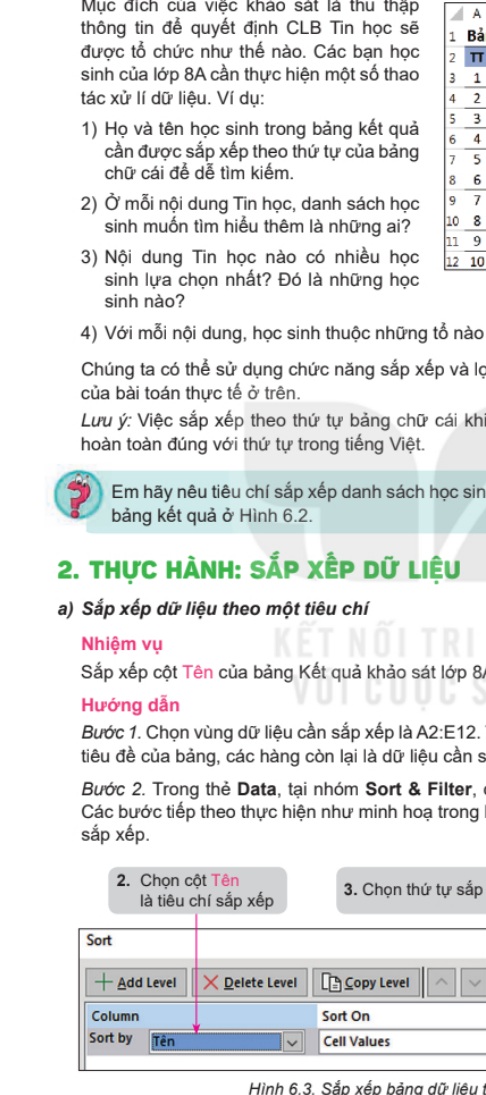 Mục đích của việc khảo sát là thu thập
thông tin để quyết định CLB Tin học sẽ
được tổ chức như thế nào. Các bạn học
sinh của lớp 8A cần thực hiện một số thao
tác xử lí dữ liệu. Ví dụ:
1) Họ và tên học sinh trong bảng kết quả
cần được sắp xếp theo thứ tự của bảng
chữ cái để dễ tìm kiếm.
2) Ở mỗi nội dung Tin học, danh sách học
sinh muốn tìm hiểu thêm là những ai?
3) Nội dung Tin học nào có nhiều học
sinh lựa chọn nhất? Đó là những học
sinh nào?
A
1 Bả
2 TT
3 1
4 2
5 3
6 4
7 5
8 6
9 7
10 8
11 9
12 10
4) Với mỗi nội dung, học sinh thuộc những tổ nào
Chúng ta có thể sử dụng chức năng sắp xếp và lọ
của bài toán thực tế ở trên.
Lưu ý: Việc sắp xếp theo thứ tự bảng chữ cái khi
hoàn toàn đúng với thứ tự trong tiếng Việt.
Em hãy nêu tiêu chí sắp xếp danh sách học sin
bảng kết quả ở Hình 6.2.
2. THỰC HÀNH: SẮP XẾP DỮ LIỆU
a) Sắp xếp dữ liệu theo một tiêu chí
KẾT NỐI TRI
Nhiệm vụ
Sắp xếp cột Tên của bảng Kết quả khảo sát lớp 8A
VỚI CUỘC S
Hướng dẫn
Bước 1. Chọn vùng dữ liệu cần sắp xếp là A2:E12.
tiêu đề của bảng, các hàng còn lại là dữ liệu cần s
Bước 2. Trong thẻ Data, tại nhóm Sort & Filter,
Các bước tiếp theo thực hiện như minh hoạ trong
sắp xếp.
2. Chọn cột Tên
là tiêu chí sắp xếp
3. Chọn thứ tự sắp
Sort
Add Level Delete Level Copy Level
Column Sort On
Sort by Tên Cell Values
Hình 6.3. Sắp xếp bảng dữ liệu t